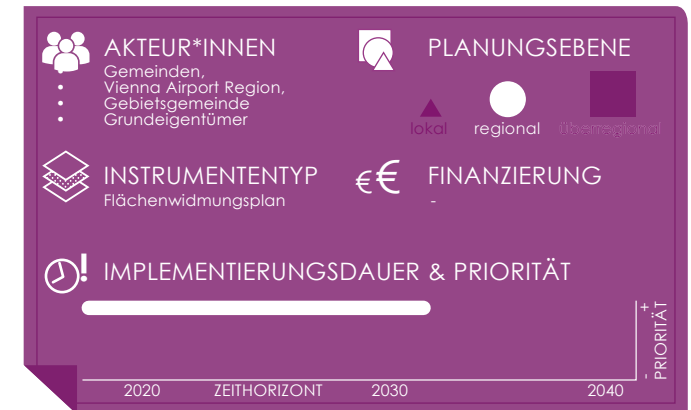 AKTEUR*INNEN
• Gemeinden,
• Vienna Airport Region,
• Gebietsgemeinde
• Grundeigentümer
PLANUNGSEBENE
lokal regional überregional
INSTRUMENTENTYP
Flächenwidmungsplan
€€ FINANZIERUNG
-
! IMPLEMENTIERUNGSDAUER & PRIORITÄT
- PRIORITÄT +
2020 ZEITHORIZONT 2030 2040